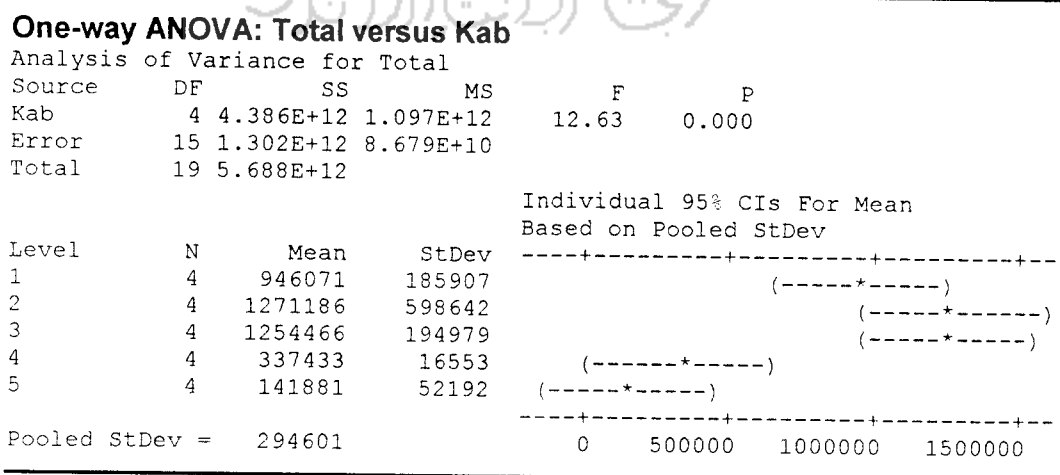 One-way ANOVA: Total versus Kab
Analysis of Variance for Total
Source DF SS MS F P
Kab 4 4.386E+12 1.097E+12 12.63 0.000
Error 15 1.302E+12 8.679E+10
Total 19 5.688E+12
Individual 95% CIs For Mean
Based on Pooled StDev
Level N Mean StDev ----+---------+---------+---------+--
1 4 946071 185907 (-----*-----)
2 4 1271186 598642 (-----*------)
3 4 1254466 194979 (-----*-----)
4 4 337433 16553 (------*-----)
5 4 141881 52192 (-----*-----)
----+---------+---------+---------+--
Pooled StDev = 294601 0 500000 1000000 1500000